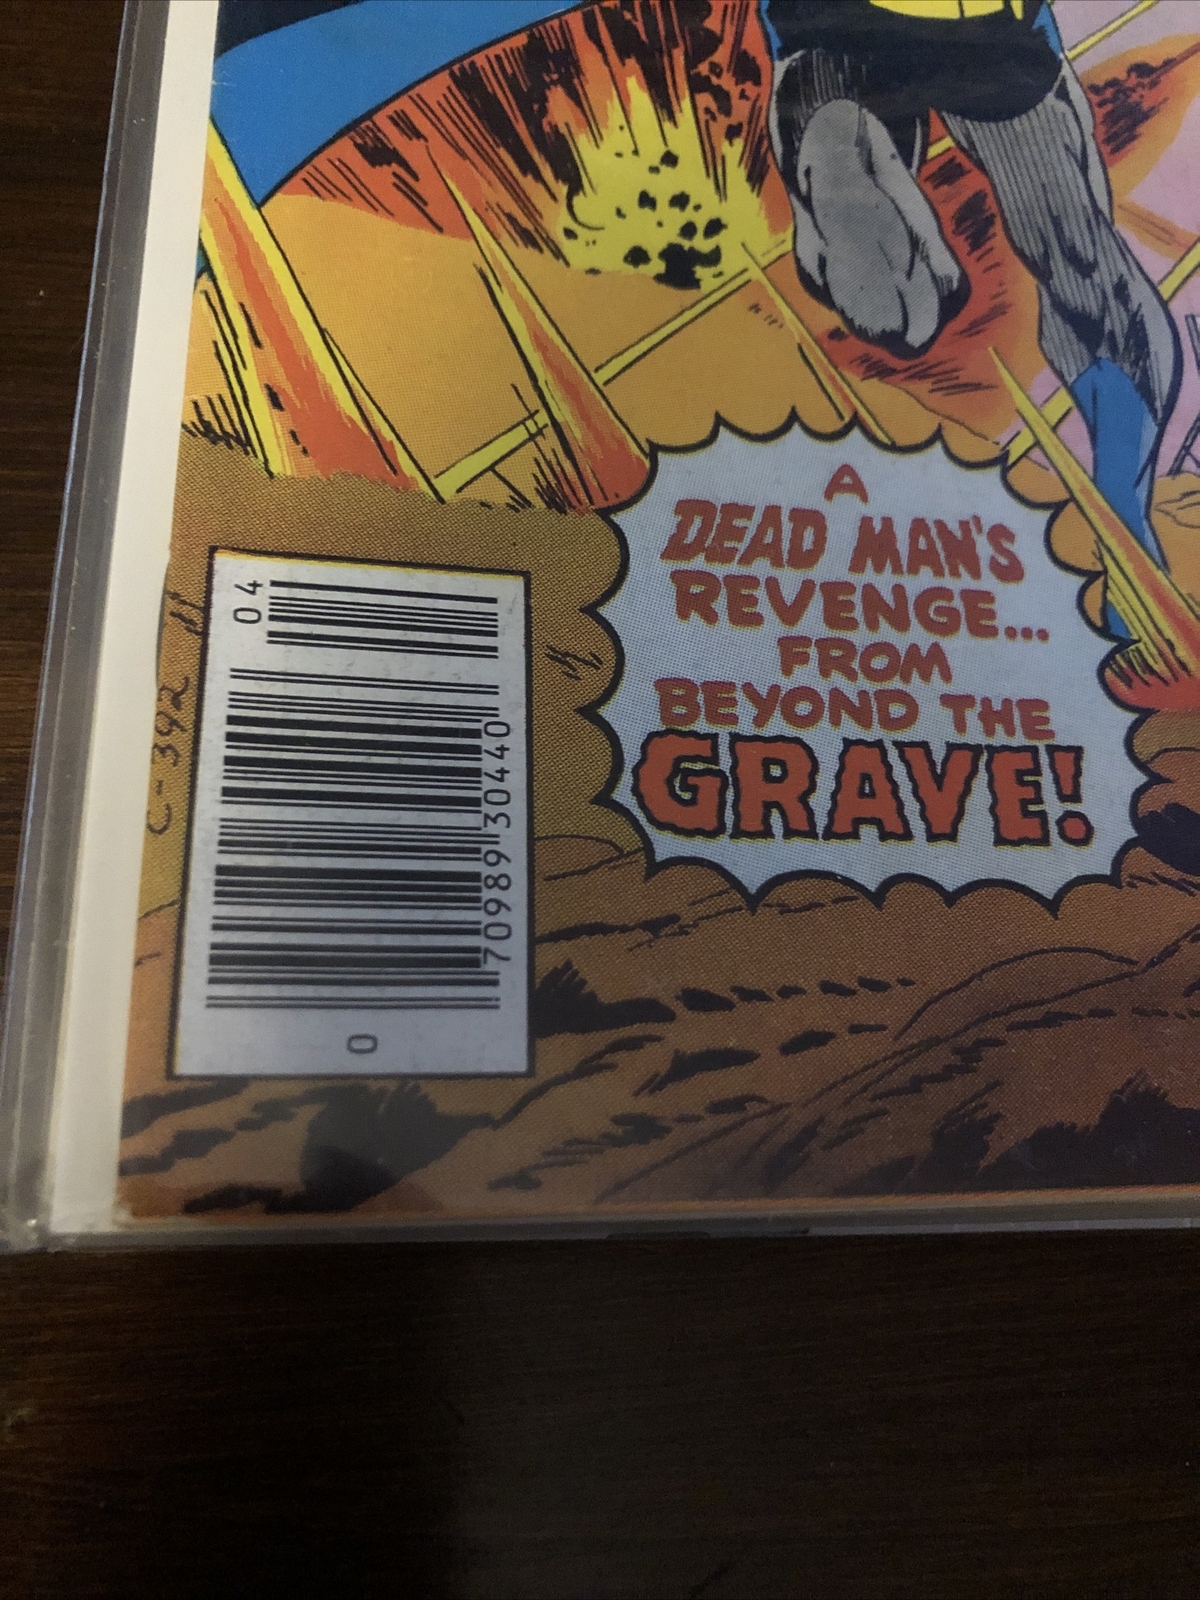 A
DEAD MAN'S
REVENGE...
FROM
BEYOND THE
GRAVE!
04
0 70989 30440
C-392